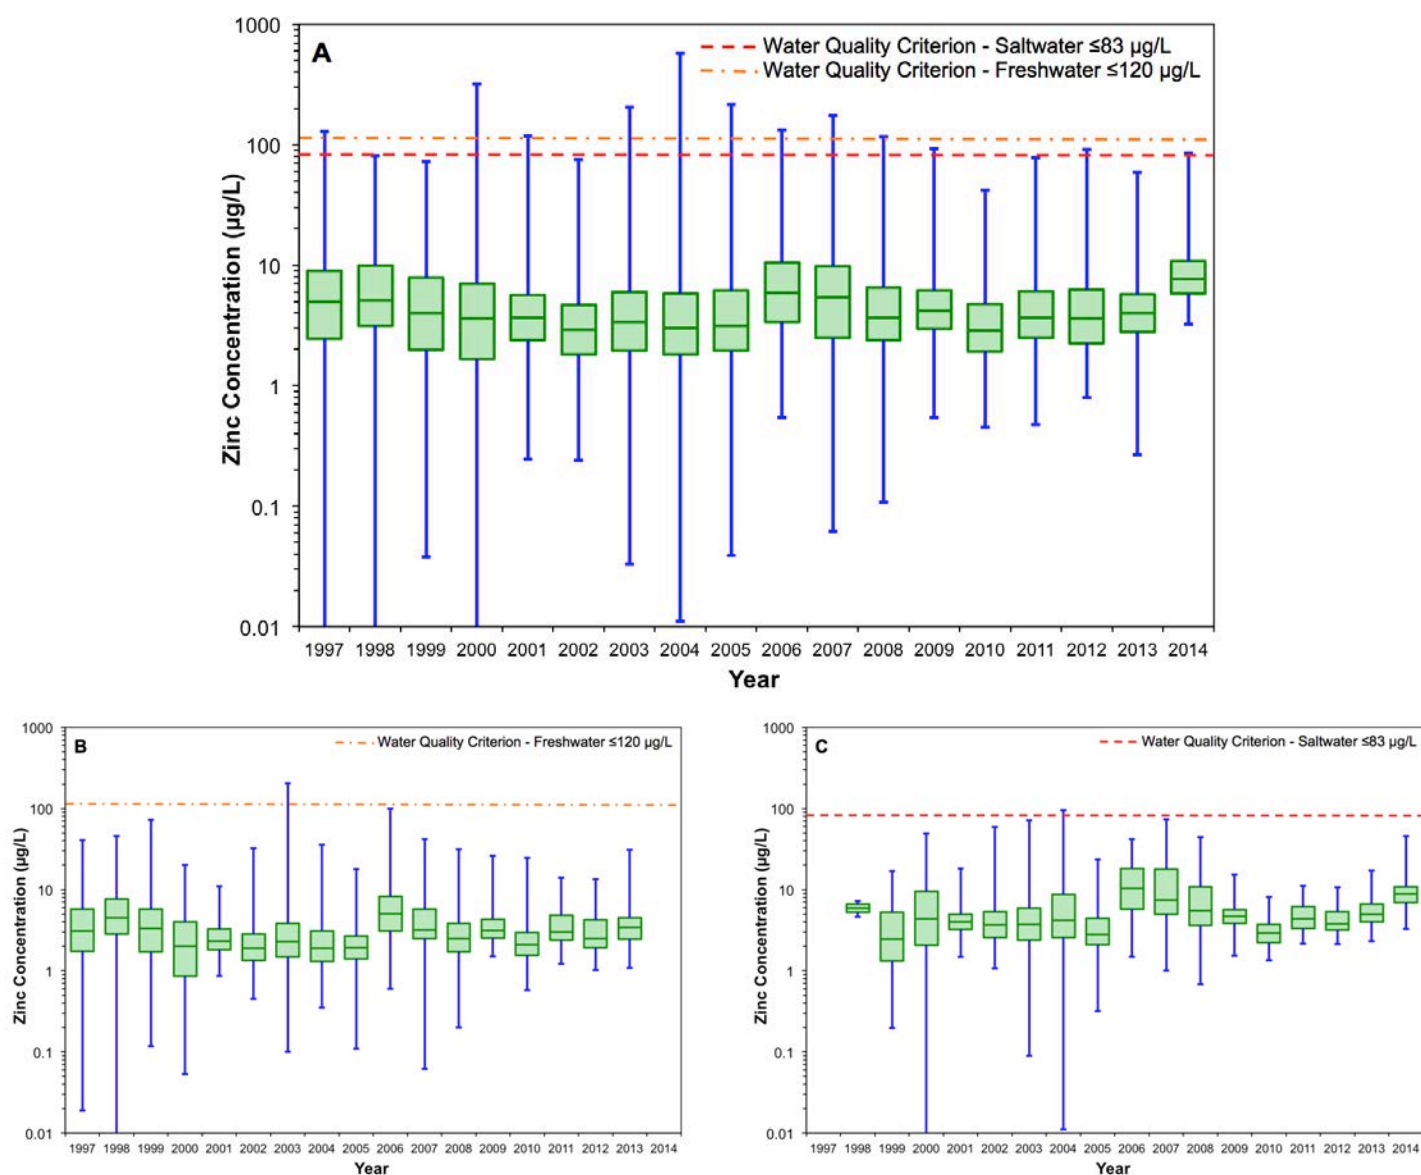 A
Water Quality Criterion - Saltwater ≤83 µg/L
Water Quality Criterion - Freshwater ≤120 µg/L
Zinc Concentration (µg/L)
1000
100
10
1
0.1
0.01
1997 1998 1999 2000 2001 2002 2003 2004 2005 2006 2007 2008 2009 2010 2011 2012 2013 2014
Year
B
Water Quality Criterion - Freshwater ≤120 µg/L
Zinc Concentration (µg/L)
1000
100
10
1
0.1
0.01
1997 1998 1999 2000 2001 2002 2003 2004 2005 2006 2007 2008 2009 2010 2011 2012 2013 2014
Year
C
Water Quality Criterion - Saltwater ≤83 µg/L
Zinc Concentration (µg/L)
1000
100
10
1
0.1
0.01
1997 1998 1999 2000 2001 2002 2003 2004 2005 2006 2007 2008 2009 2010 2011 2012 2013 2014
Year